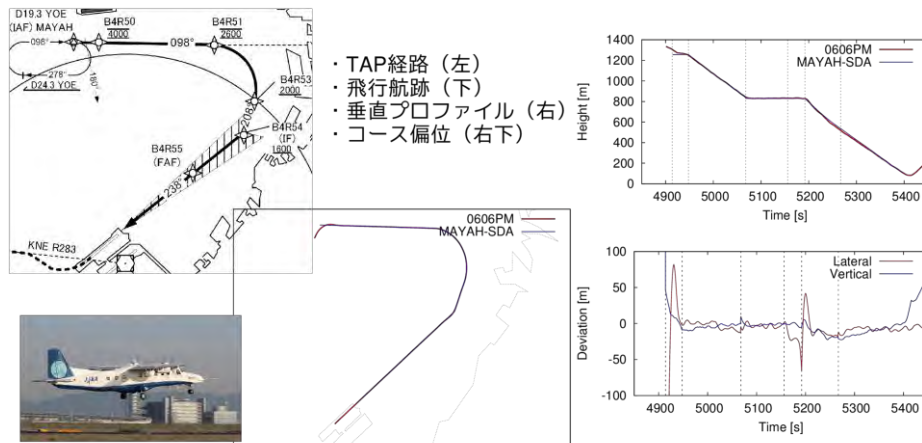 D19.3 YOE
(IAF) MAYAH
B4R50
4000
B4R51
2600
098°
098°
278°
D24.3 YOE
180°
B4R53
2000
208°
B4R54
(IF)
1600
B4R55
(FAF)
238°
KNE R283
・TAP経路（左）
・飛行航跡（下）
・垂直プロファイル（右）
・コース偏位（右下）
0606PM
MAYAH-SDA
1400
1200
1000
800
600
400
200
0
Height [m]
4900 5000 5100 5200 5300 5400
Time [s]
0606PM
MAYAH-SDA
Lateral
Vertical
100
50
0
-50
-100
Deviation [m]
4900 5000 5100 5200 5300 5400
Time [s]